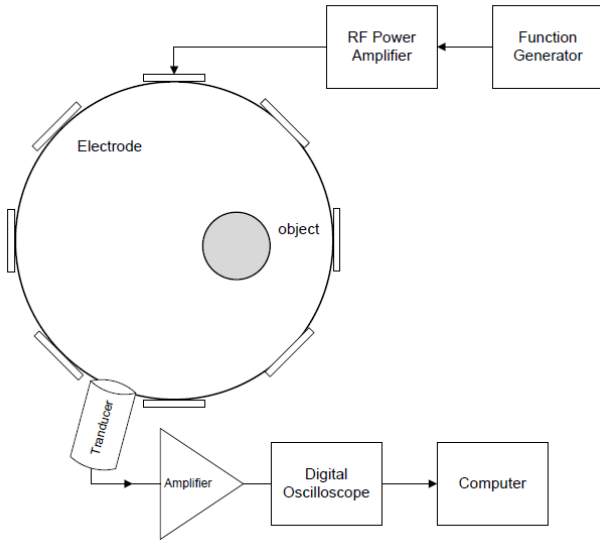 RF Power
Amplifier
Function
Generator
Electrode
object
Tranducer
Amplifier
Digital
Oscilloscope
Computer